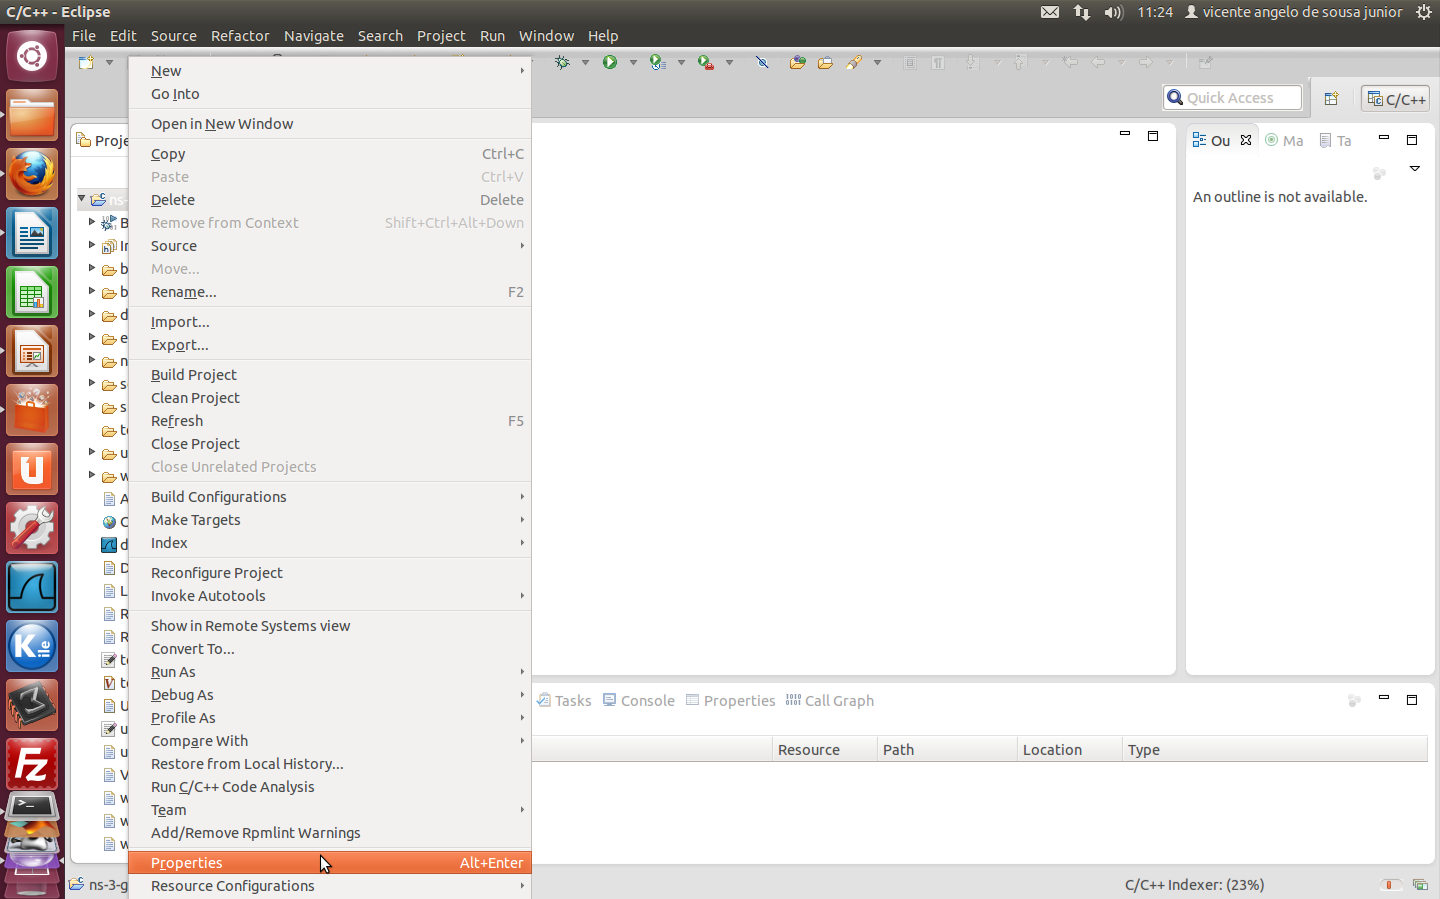 C/C++ - Eclipse
11:24 vicente angelo de sousa junior
File Edit Source Refactor Navigate Search Project Run Window Help
Quick Access
C/C++
Proje
Ou Ma Ta
An outline is not available.
ns-
B
In
b
b
d
e
n
s
te
u
w
A
d
D
L
R
R
te
te
U
u
u
V
w
w
w
New
Go Into
Open in New Window
Copy Ctrl+C
Paste Ctrl+V
Delete Delete
Remove from Context Shift+Ctrl+Alt+Down
Source
Move...
Rename... F2
Import...
Export...
Build Project
Clean Project
Refresh F5
Close Project
Close Unrelated Projects
Build Configurations
Make Targets
Index
Reconfigure Project
Invoke Autotools
Show in Remote Systems view
Convert To...
Run As
Debug As
Profile As
Compare With
Restore from Local History...
Run C/C++ Code Analysis
Team
Add/Remove Rpmlint Warnings
Properties Alt+Enter
Resource Configurations
Tasks Console Properties Call Graph
Resource Path Location Type
ns-3-g
C/C++ Indexer: (23%)